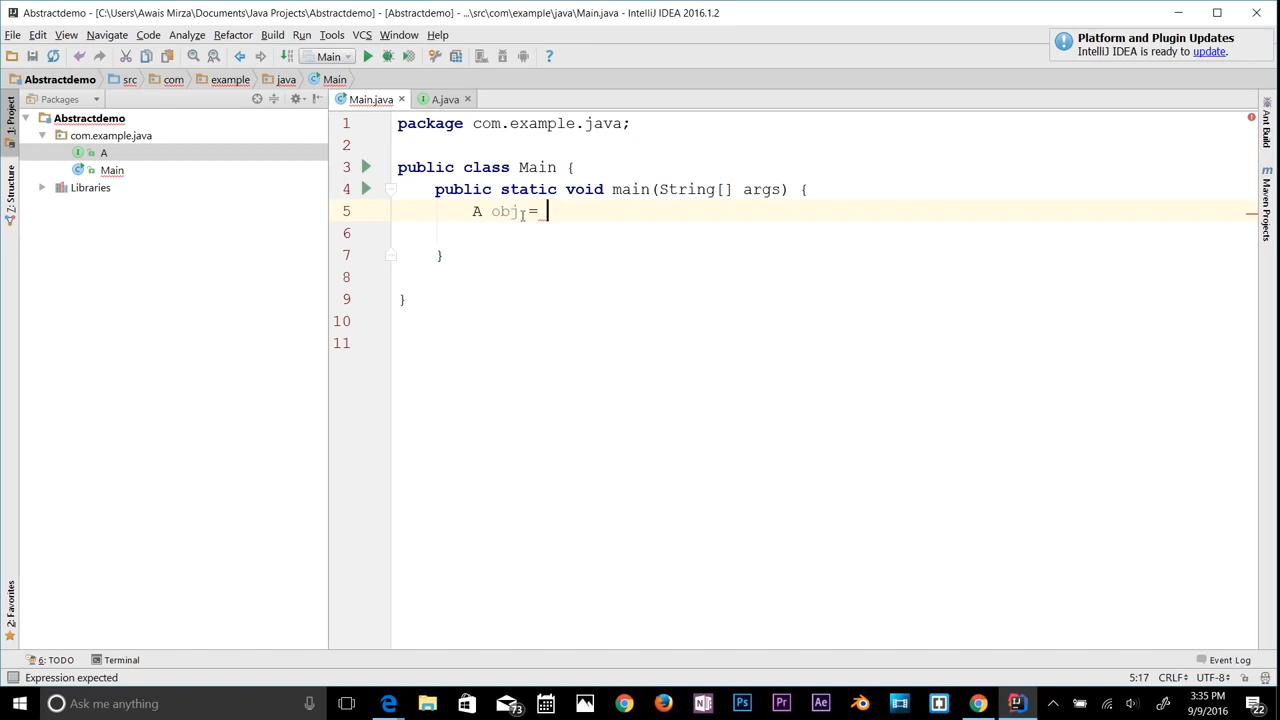 Abstractdemo - [C:\Users\Awais Mirza\Documents\Java Projects\Abstractdemo] - [Abstractdemo] - ...\src\com\example\java\Main.java - IntelliJ IDEA 2016.1.2
File Edit View Navigate Code Analyze Refactor Build Run Tools VCS Window Help
Platform and Plugin Updates
IntelliJ IDEA is ready to update.
Main
Abstractdemo src com example java Main
Packages
Main.java A.java
1: Project
Z: Structure
2: Favorites
Abstractdemo
com.example.java
A
Main
Libraries
1 package com.example.java;
2
3 public class Main {
4 public static void main(String[] args) {
5 A obj =
6
7 }
8
9 }
10
11
Ant Build
Maven Projects
6: TODO Terminal Event Log
Expression expected 5:17 CRLF UTF-8
Ask me anything
73
3:35 PM
9/9/2016
22